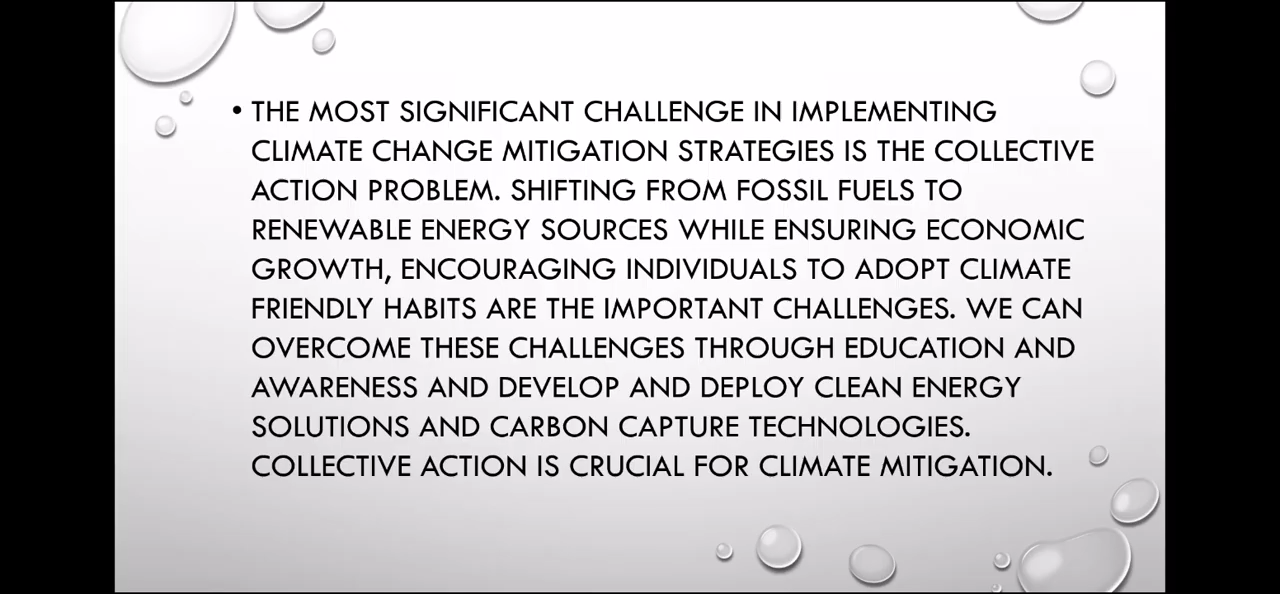 • THE MOST SIGNIFICANT CHALLENGE IN IMPLEMENTING
CLIMATE CHANGE MITIGATION STRATEGIES IS THE COLLECTIVE
ACTION PROBLEM. SHIFTING FROM FOSSIL FUELS TO
RENEWABLE ENERGY SOURCES WHILE ENSURING ECONOMIC
GROWTH, ENCOURAGING INDIVIDUALS TO ADOPT CLIMATE
FRIENDLY HABITS ARE THE IMPORTANT CHALLENGES. WE CAN
OVERCOME THESE CHALLENGES THROUGH EDUCATION AND
AWARENESS AND DEVELOP AND DEPLOY CLEAN ENERGY
SOLUTIONS AND CARBON CAPTURE TECHNOLOGIES.
COLLECTIVE ACTION IS CRUCIAL FOR CLIMATE MITIGATION.